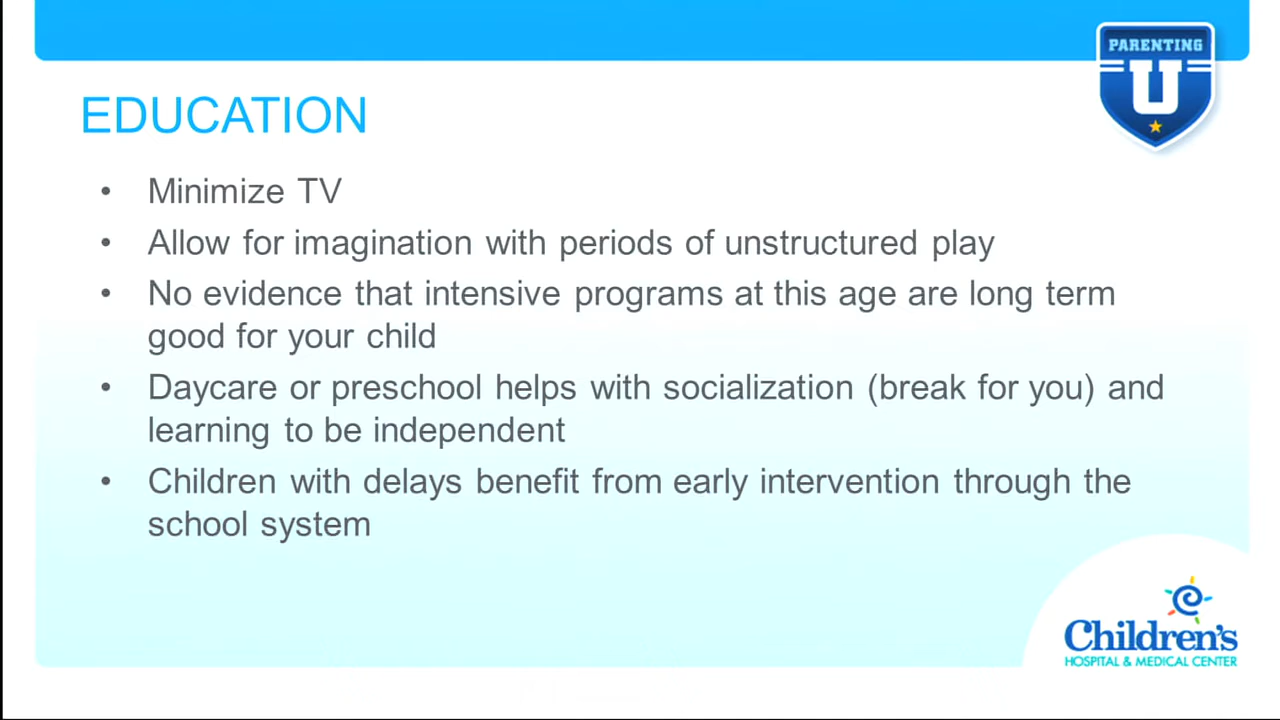 PARENTING
U
EDUCATION
• Minimize TV
• Allow for imagination with periods of unstructured play
• No evidence that intensive programs at this age are long term
good for your child
• Daycare or preschool helps with socialization (break for you) and
learning to be independent
• Children with delays benefit from early intervention through the
school system
Children's
HOSPITAL & MEDICAL CENTER